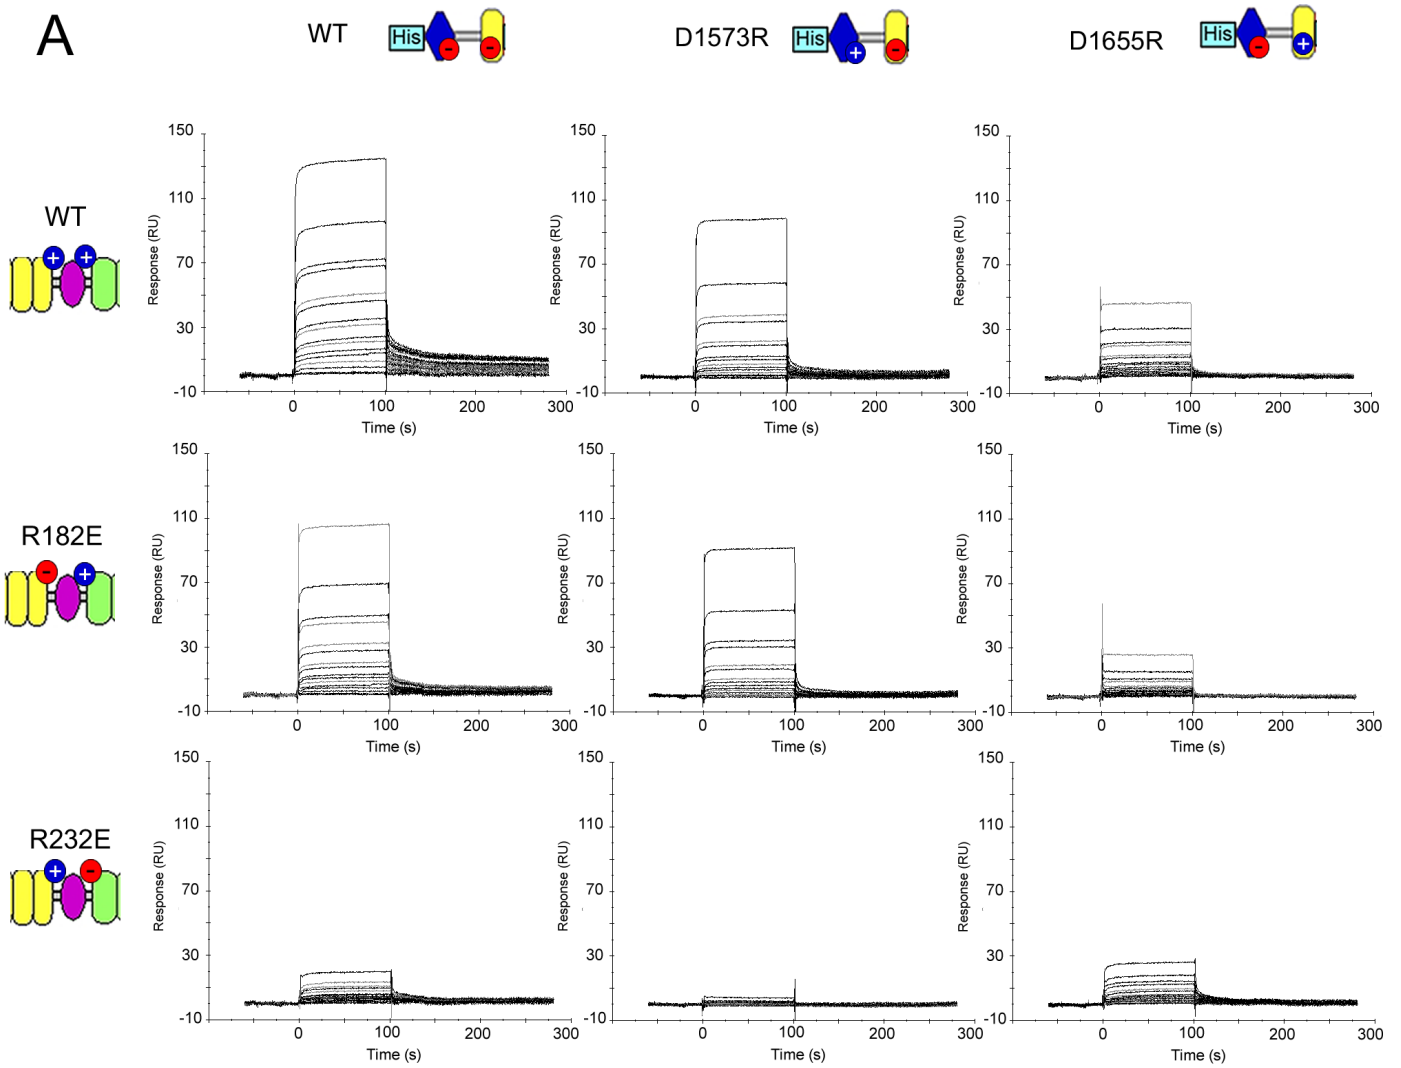 A
WT His - -
D1573R His + -
D1655R His - +
WT + +
150
110
70
30
-10
Response (RU)
0 100 200 300
Time (s)
150
110
70
30
-10
Response (RU)
0 100 200 300
Time (s)
150
110
70
30
-10
Response (RU)
0 100 200 300
Time (s)
R182E - +
150
110
70
30
-10
Response (RU)
0 100 200 300
Time (s)
150
110
70
30
-10
Response (RU)
0 100 200 300
Time (s)
150
110
70
30
-10
Response (RU)
0 100 200 300
Time (s)
R232E + -
150
110
70
30
-10
Response (RU)
0 100 200 300
Time (s)
150
110
70
30
-10
Response (RU)
0 100 200 300
Time (s)
150
110
70
30
-10
Response (RU)
0 100 200 300
Time (s)